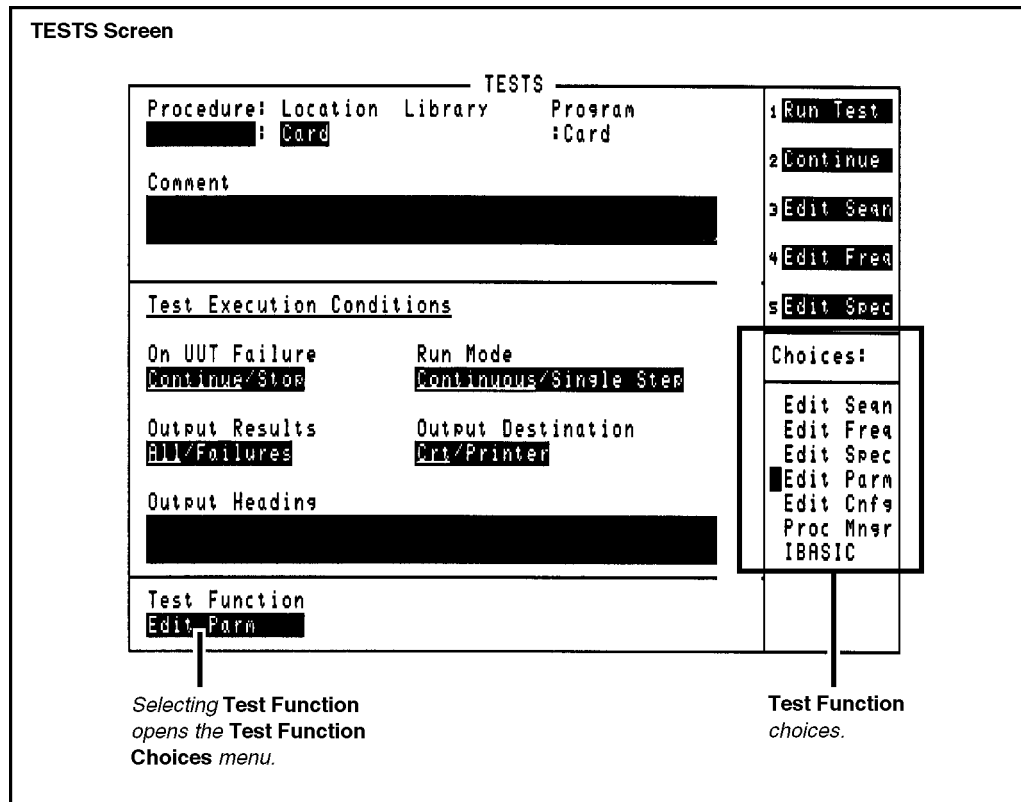 TESTS Screen
TESTS
Procedure: Location Library Program
: Card :Card
Comment
Test Execution Conditions
On UUT Failure Run Mode
Continue/Stop Continuous/Single Step
Output Results Output Destination
All/Failures Crt/Printer
Output Heading
Test Function
Edit Parm
1 Run Test
2 Continue
3 Edit Seqn
4 Edit Freq
5 Edit Spec
Choices:
Edit Seqn
Edit Freq
Edit Spec
Edit Parm
Edit Cnfg
Proc Mngr
IBASIC
Selecting Test Function
opens the Test Function
Choices menu.
Test Function
choices.